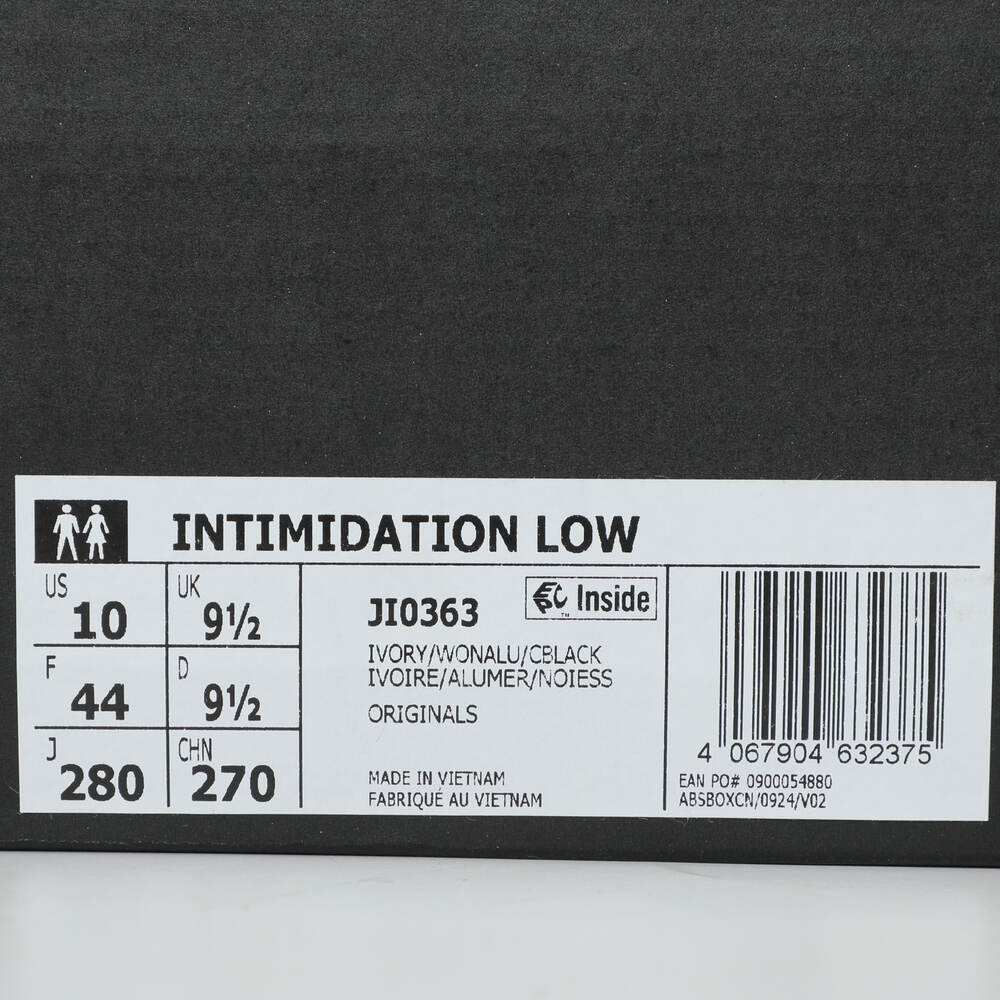 INTIMIDATION LOW
US 10 UK 9½
F 44 D 9½
J 280 CHN 270
JI0363
Inside
™
IVORY/WONALU/CBLACK
IVOIRE/ALUMER/NOIESS
ORIGINALS
MADE IN VIETNAM
FABRIQUÉ AU VIETNAM
4 067904 632375
EAN PO# 0900054880
ABSBOXCN/0924/V02